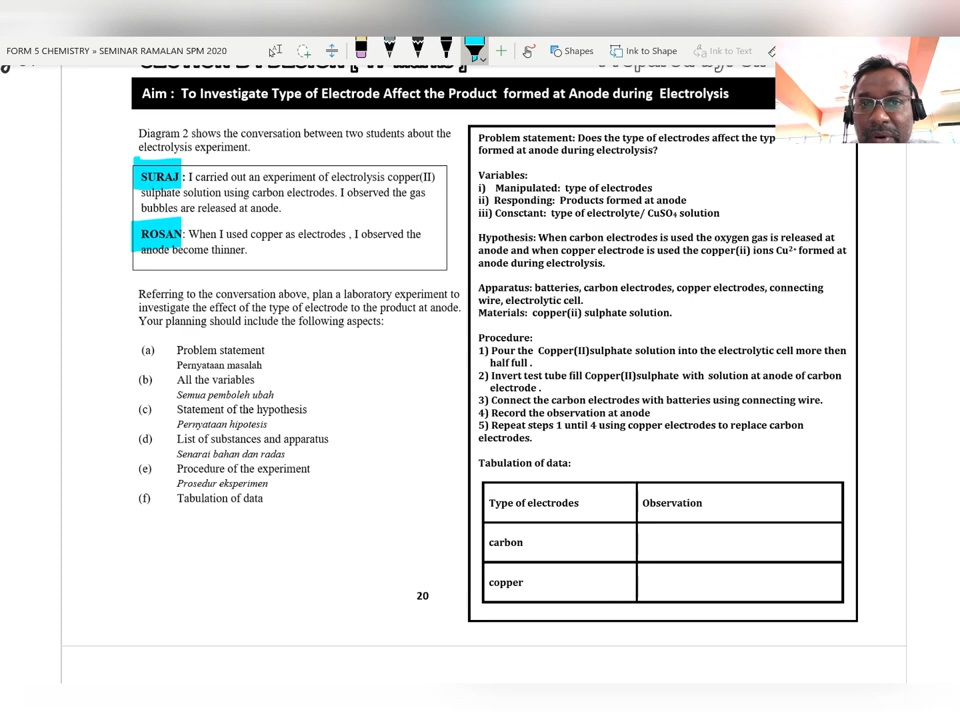 FORM 5 CHEMISTRY » SEMINAR RAMALAN SPM 2020
Shapes
Ink to Shape
Ink to Text
Aim : To Investigate Type of Electrode Affect the Product formed at Anode during Electrolysis
Diagram 2 shows the conversation between two students about the
electrolysis experiment.
SURAJ : I carried out an experiment of electrolysis copper(II)
sulphate solution using carbon electrodes. I observed the gas
bubbles are released at anode.
ROSAN: When I used copper as electrodes , I observed the
anode become thinner.
Referring to the conversation above, plan a laboratory experiment to
investigate the effect of the type of electrode to the product at anode.
Your planning should include the following aspects:
(a) Problem statement
Pernyataan masalah
(b) All the variables
Semua pemboleh ubah
(c) Statement of the hypothesis
Pernyataan hipotesis
(d) List of substances and apparatus
Senarai bahan dan radas
(e) Procedure of the experiment
Prosedur eksperimen
(f) Tabulation of data
20
Problem statement: Does the type of electrodes affect the typ
formed at anode during electrolysis?
Variables:
i) Manipulated: type of electrodes
ii) Responding: Products formed at anode
iii) Consctant: type of electrolyte/ CuSO₄ solution
Hypothesis: When carbon electrodes is used the oxygen gas is released at
anode and when copper electrode is used the copper(ii) ions Cu²⁺ formed at
anode during electrolysis.
Apparatus: batteries, carbon electrodes, copper electrodes, connecting
wire, electrolytic cell.
Materials: copper(ii) sulphate solution.
Procedure:
1) Pour the Copper(II)sulphate solution into the electrolytic cell more then
half full .
2) Invert test tube fill Copper(II)sulphate with solution at anode of carbon
electrode .
3) Connect the carbon electrodes with batteries using connecting wire.
4) Record the observation at anode
5) Repeat steps 1 until 4 using copper electrodes to replace carbon
electrodes.
Tabulation of data:
Type of electrodes Observation
carbon
copper